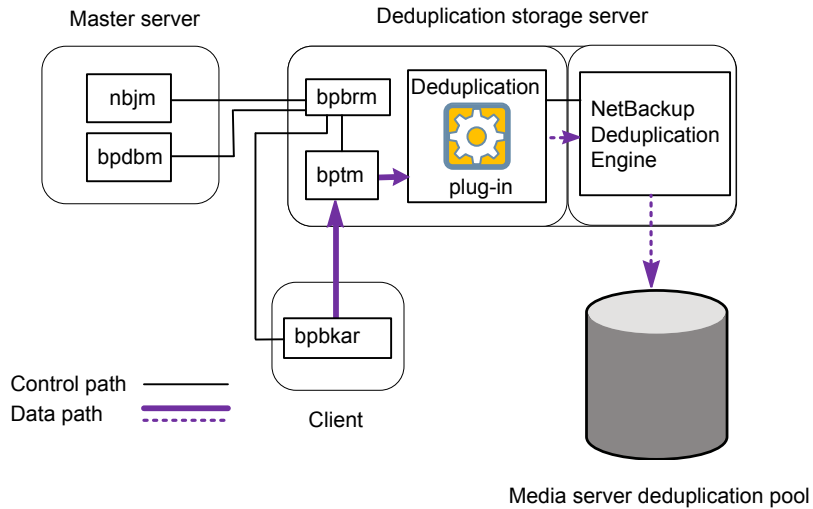 Master server
Deduplication storage server
nbjm
bpdbm
bpbrm
bptm
Deduplication
plug-in
NetBackup
Deduplication
Engine
bpbkar
Client
Control path
Data path
Media server deduplication pool